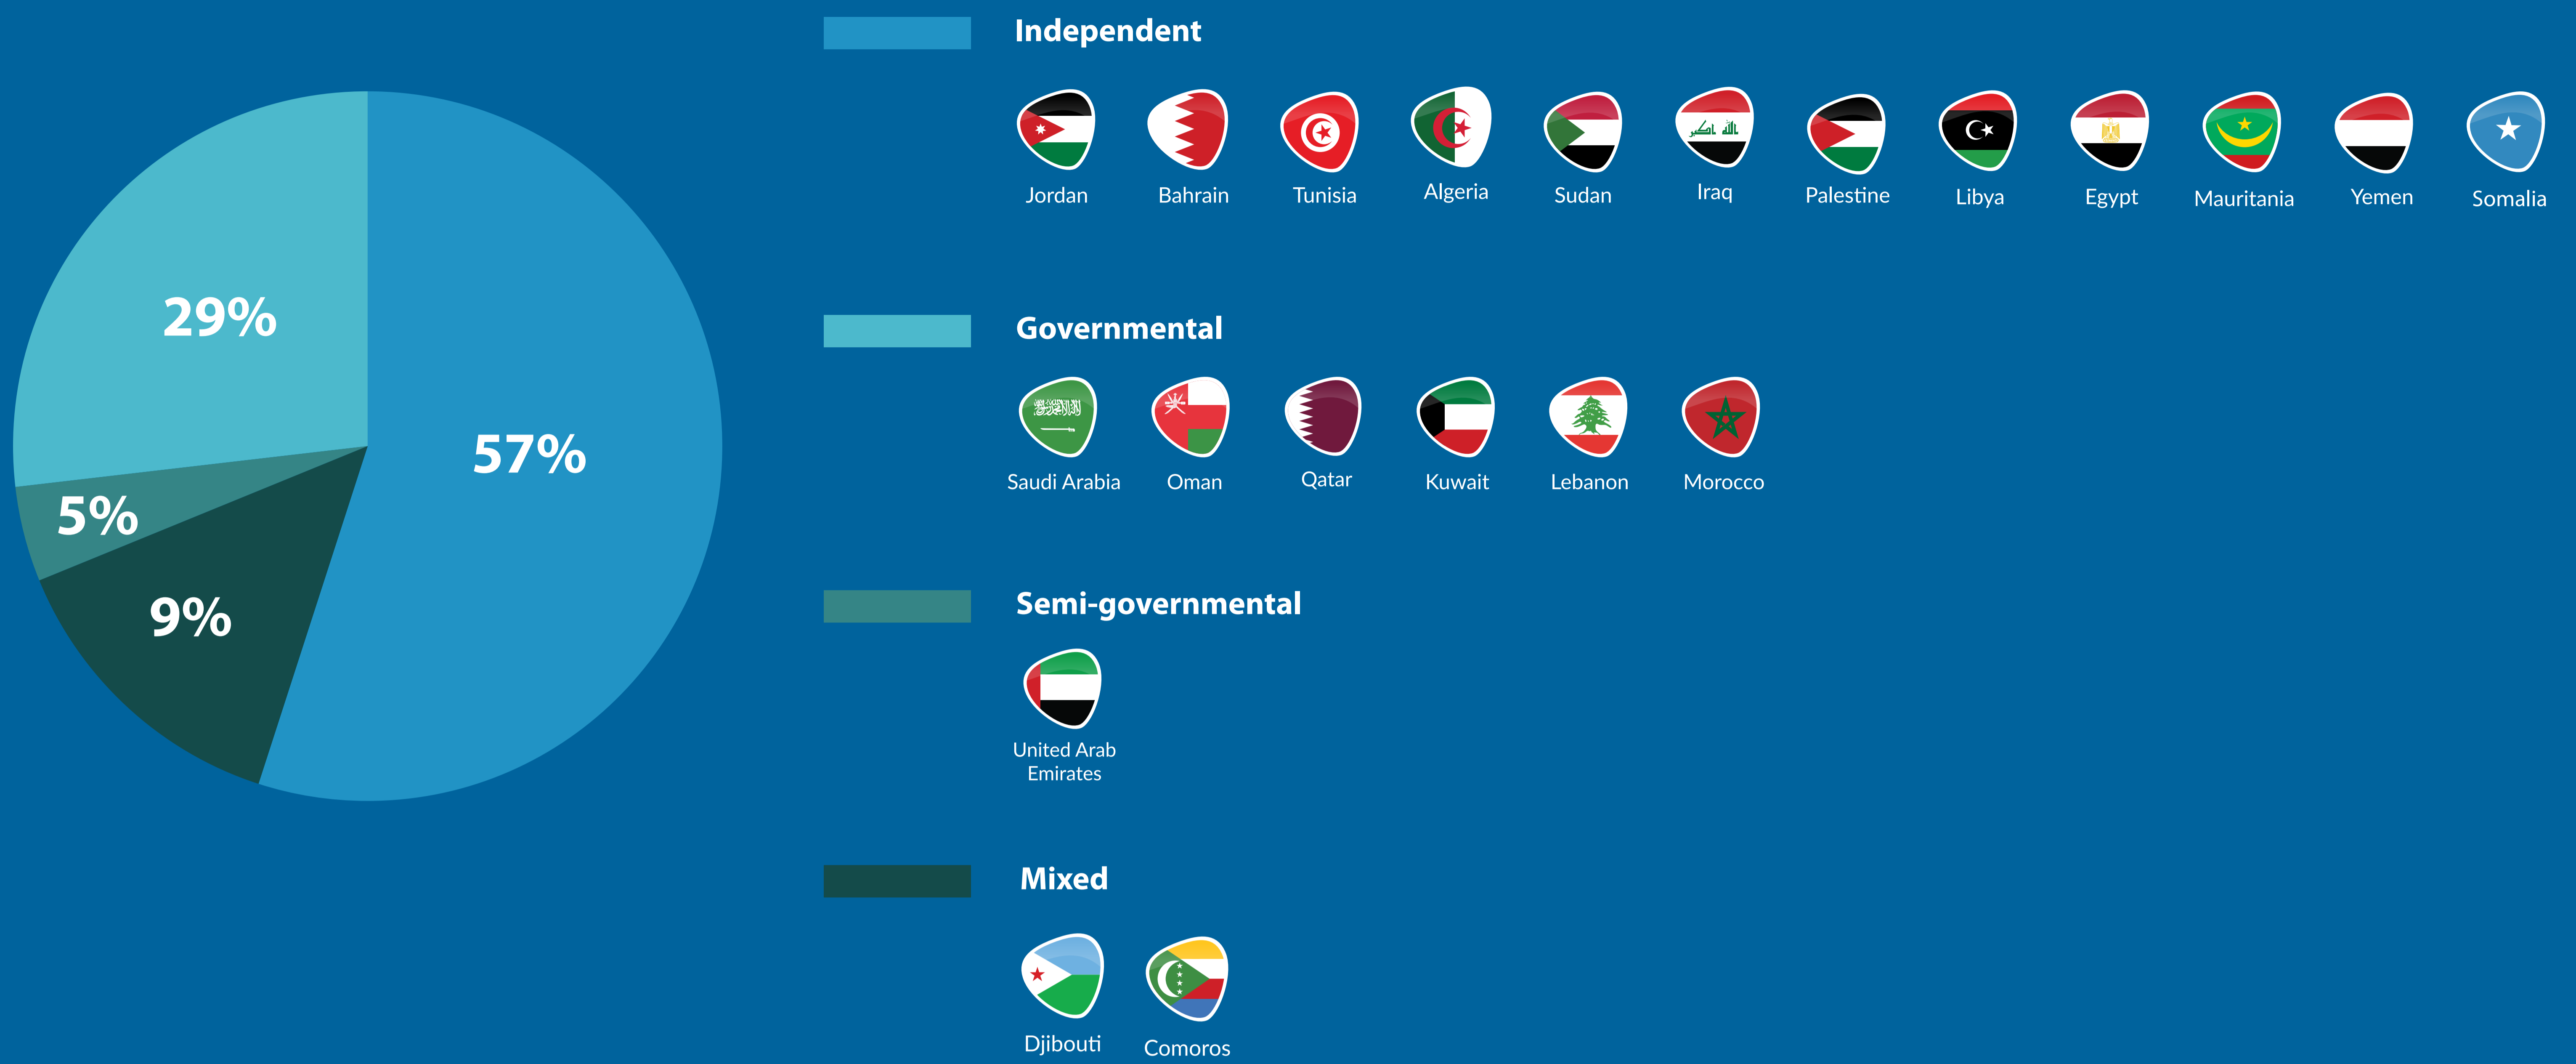 29%
57%
5%
9%
Independent
Jordan
Bahrain
Tunisia
Algeria
Sudan
Iraq
Palestine
Libya
Egypt
Mauritania
Yemen
Somalia
Governmental
Saudi Arabia
Oman
Qatar
Kuwait
Lebanon
Morocco
Semi-governmental
United Arab
Emirates
Mixed
Djibouti
Comoros